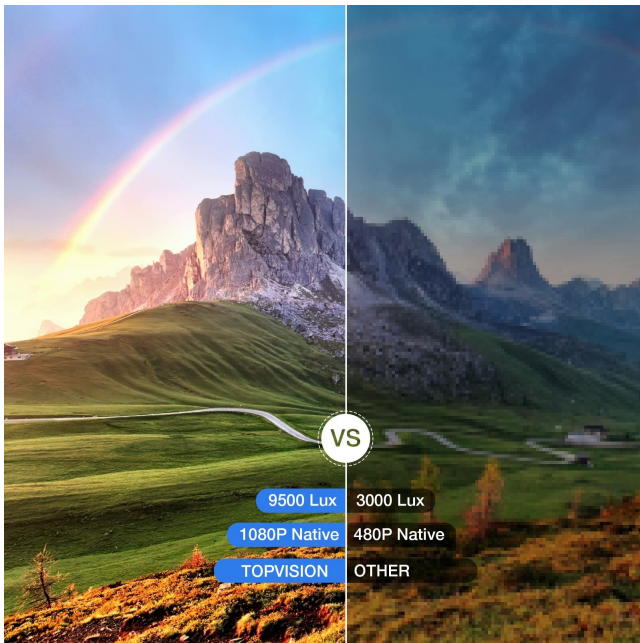 VS
9500 Lux 3000 Lux
1080P Native 480P Native
TOPVISION OTHER